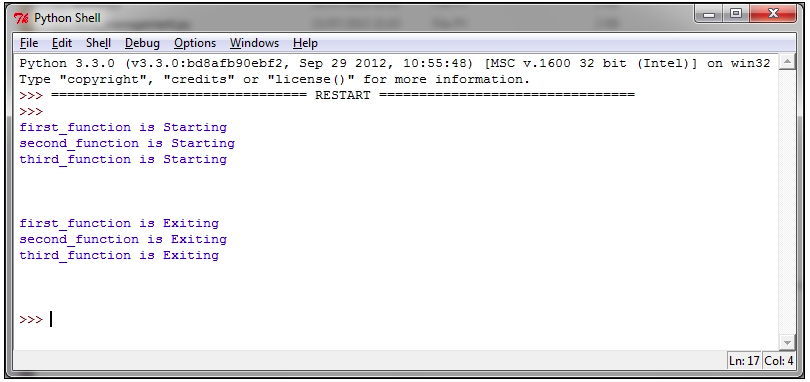 Python Shell
File Edit Shell Debug Options Windows Help
Python 3.3.0 (v3.3.0:bd8afb90ebf2, Sep 29 2012, 10:55:48) [MSC v.1600 32 bit (Intel)] on win32
Type "copyright", "credits" or "license()" for more information.
>>> ================================ RESTART ================================
>>>
first_function is Starting
second_function is Starting
third_function is Starting
first_function is Exiting
second_function is Exiting
third_function is Exiting
>>>
Ln: 17 Col: 4